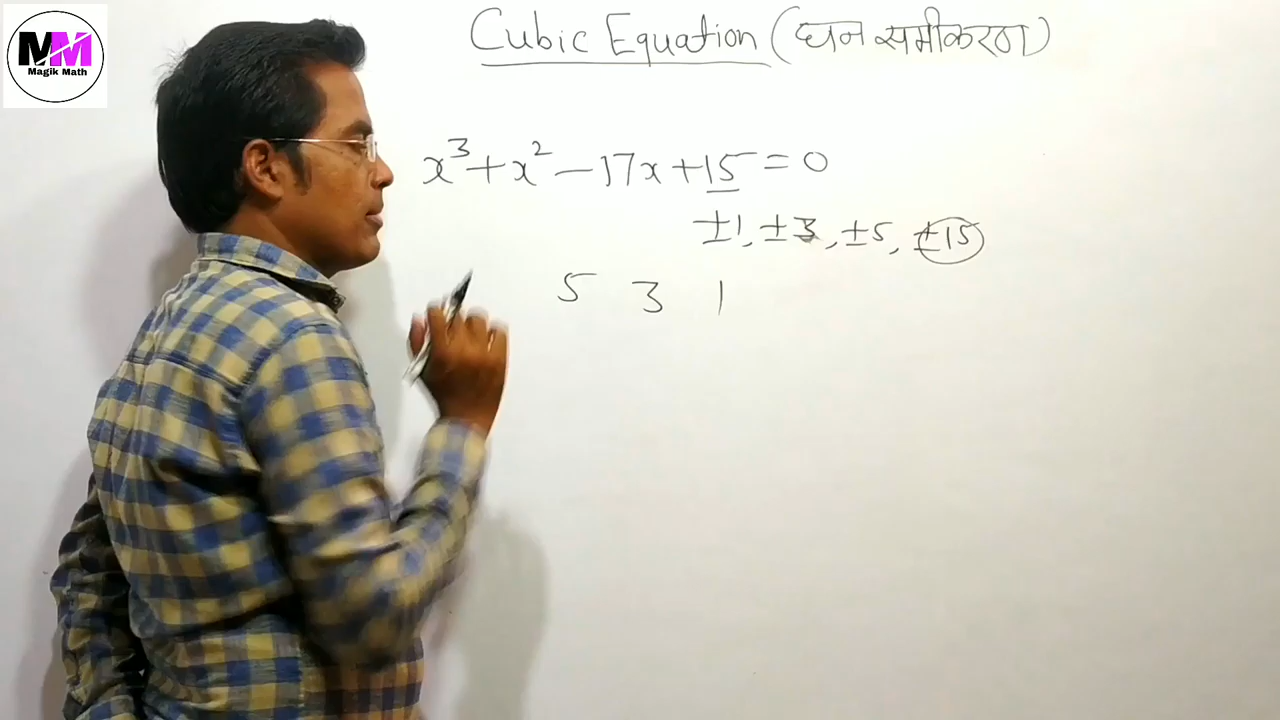 MM
Magik Math
Cubic Equation (घन समीकरण)
x³ + x² − 17x + 15 = 0
±1, ±3, ±5, ±15
5 3 1